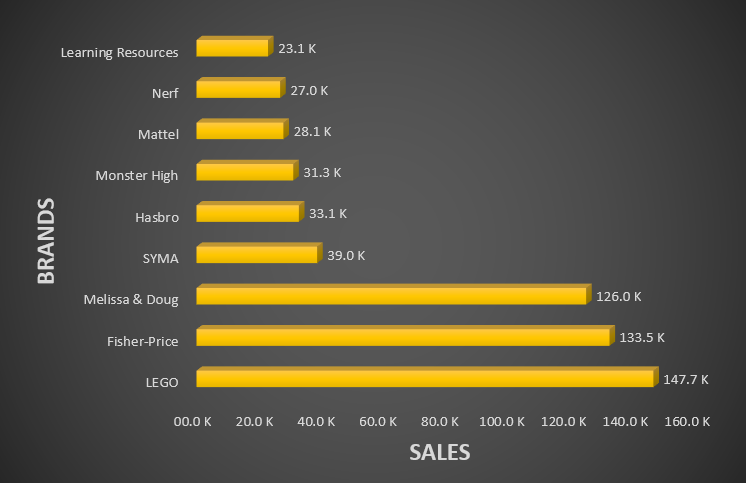 Learning Resources 23.1 K
Nerf 27.0 K
Mattel 28.1 K
Monster High 31.3 K
Hasbro 33.1 K
SYMA 39.0 K
Melissa & Doug 126.0 K
Fisher-Price 133.5 K
LEGO 147.7 K
BRANDS
00.0 K 20.0 K 40.0 K 60.0 K 80.0 K 100.0 K 120.0 K 140.0 K 160.0 K
SALES